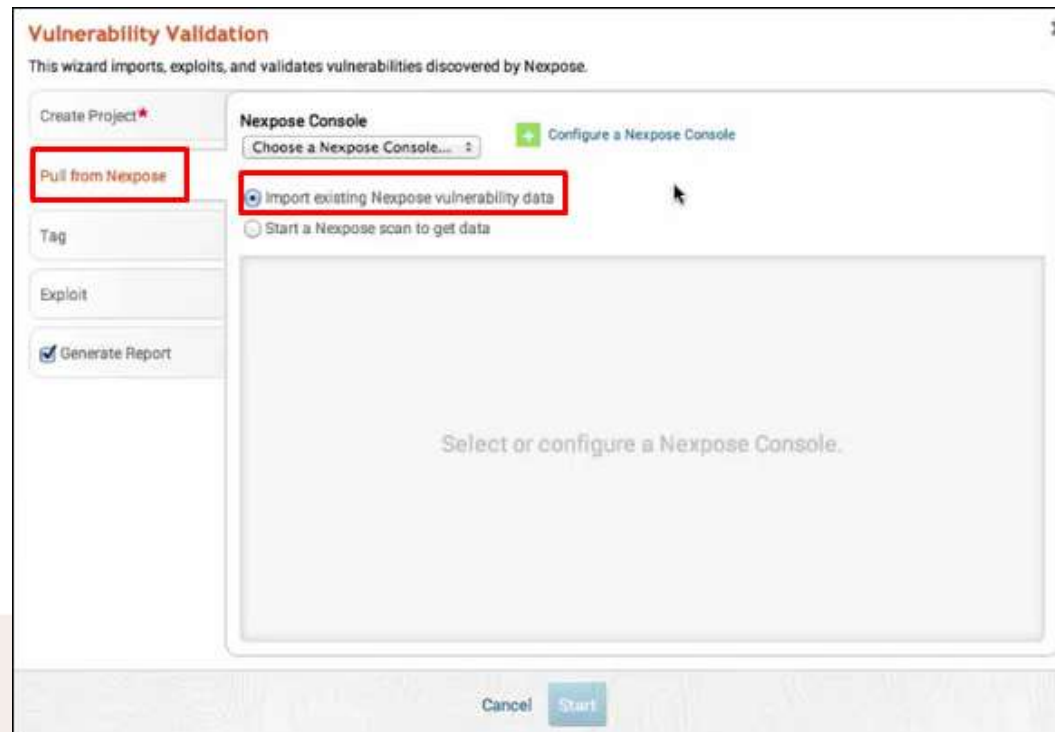 Vulnerability Validation
This wizard imports, exploits, and validates vulnerabilities discovered by Nexpose.
Create Project*
Pull from Nexpose
Tag
Exploit
Generate Report
Nexpose Console
Choose a Nexpose Console...
Configure a Nexpose Console
Import existing Nexpose vulnerability data
Start a Nexpose scan to get data
Select or configure a Nexpose Console.
Cancel
Start